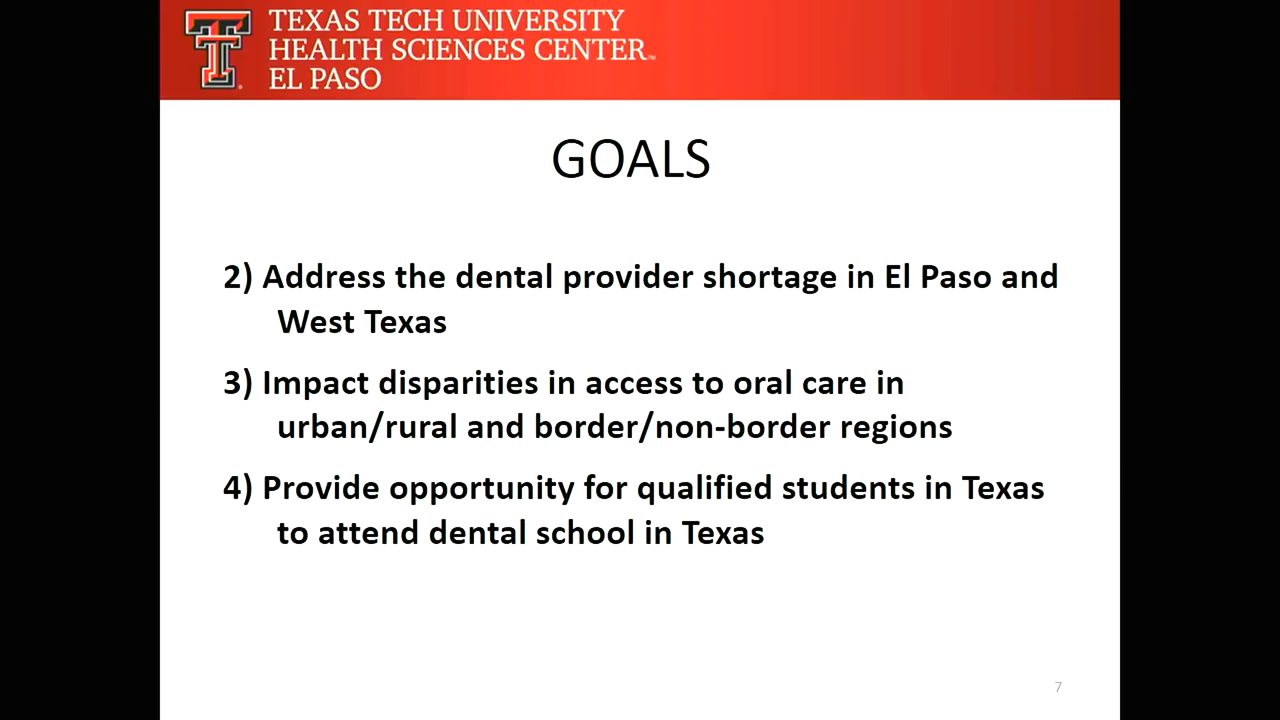 TEXAS TECH UNIVERSITY
HEALTH SCIENCES CENTER™
EL PASO
GOALS
2) Address the dental provider shortage in El Paso and
West Texas
3) Impact disparities in access to oral care in
urban/rural and border/non-border regions
4) Provide opportunity for qualified students in Texas
to attend dental school in Texas
7